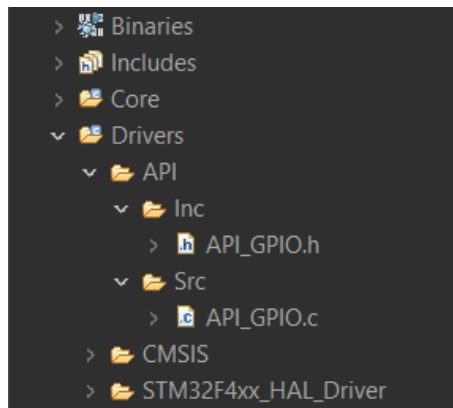 Binaries
Includes
Core
Drivers
API
Inc
API_GPIO.h
Src
API_GPIO.c
CMSIS
STM32F4xx_HAL_Driver